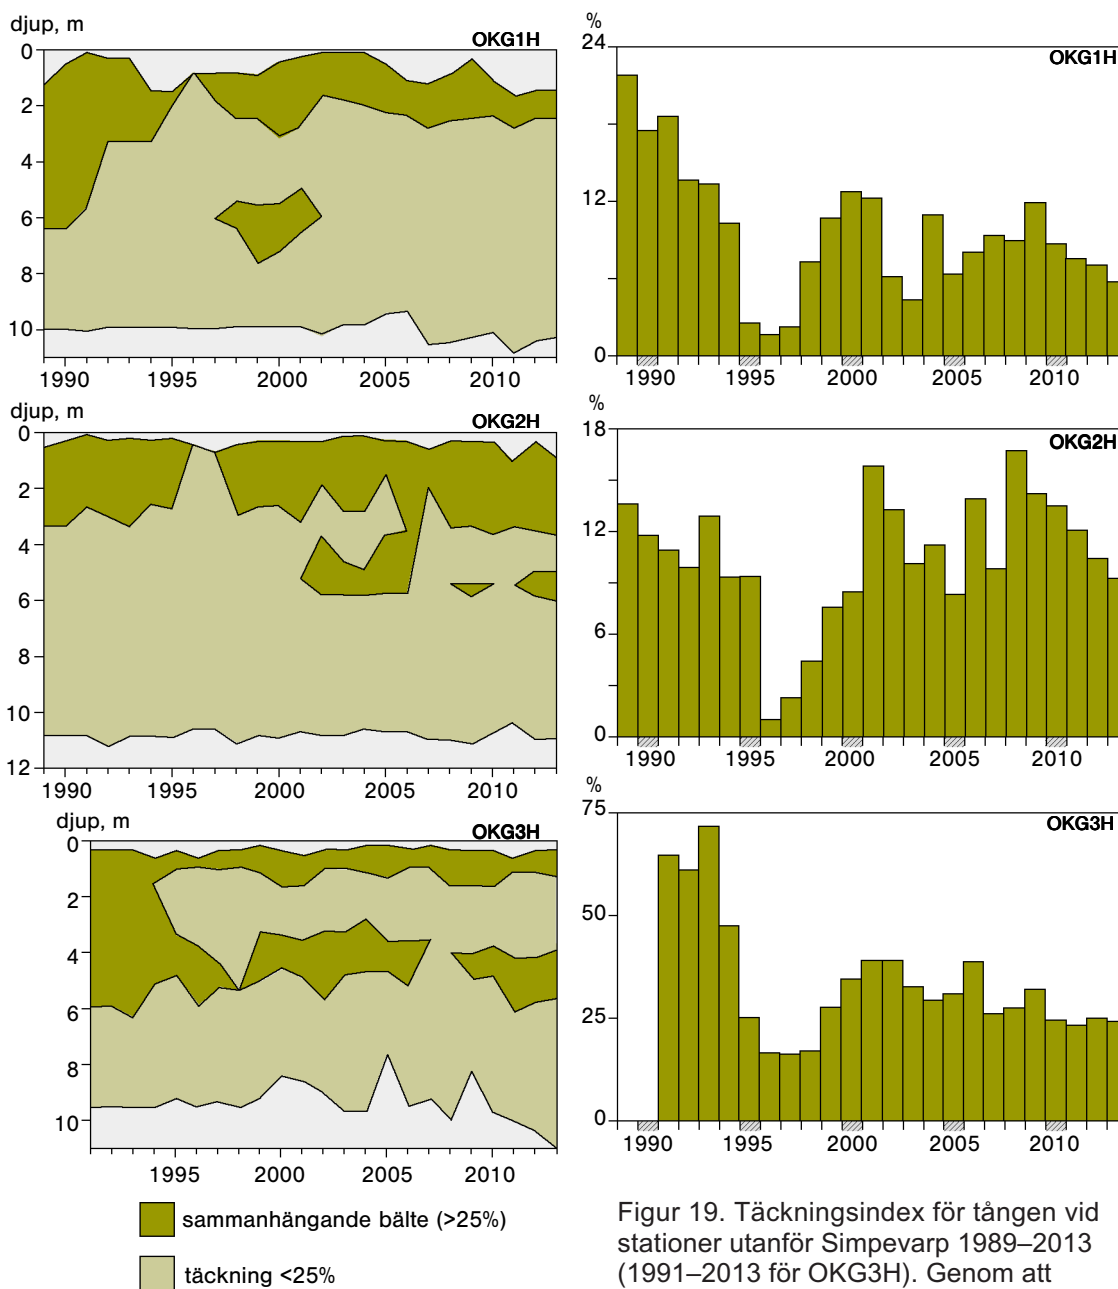 djup, m
OKG1H
0
2
4
6
8
10
1990 1995 2000 2005 2010
%
OKG1H
24
12
0
1990 1995 2000 2005 2010
djup, m
OKG2H
0
2
4
6
8
10
12
1990 1995 2000 2005 2010
%
OKG2H
18
12
6
0
1990 1995 2000 2005 2010
djup, m
OKG3H
0
2
4
6
8
10
1995 2000 2005 2010
%
OKG3H
75
50
25
0
1990 1995 2000 2005 2010
sammanhängande bälte (>25%)
täckning <25%
Figur 19. Täckningsindex för tången vid
stationer utanför Simpevarp 1989–2013
(1991–2013 för OKG3H). Genom att